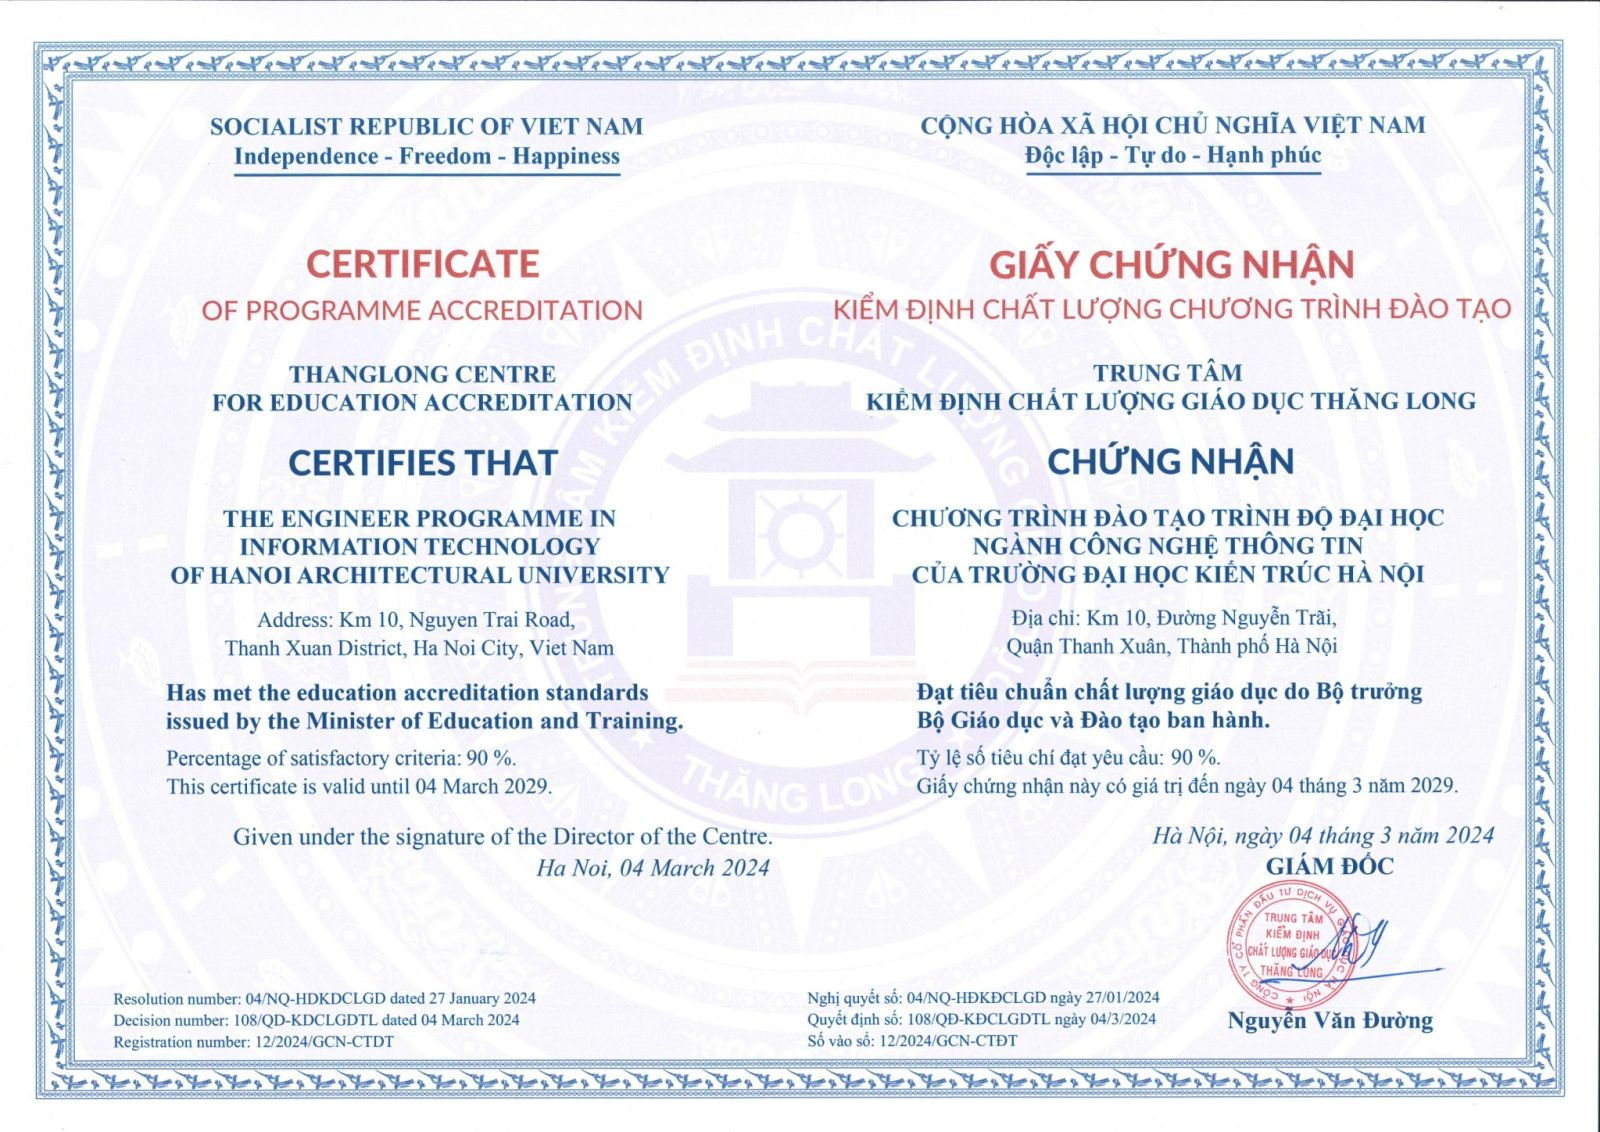 SOCIALIST REPUBLIC OF VIET NAM
Independence - Freedom - Happiness
CERTIFICATE
OF PROGRAMME ACCREDITATION
THANGLONG CENTRE
FOR EDUCATION ACCREDITATION
CERTIFIES THAT
THE ENGINEER PROGRAMME IN
INFORMATION TECHNOLOGY
OF HANOI ARCHITECTURAL UNIVERSITY
Address: Km 10, Nguyen Trai Road,
Thanh Xuan District, Ha Noi City, Viet Nam
Has met the education accreditation standards
issued by the Minister of Education and Training.
Percentage of satisfactory criteria: 90 %.
This certificate is valid until 04 March 2029.
Given under the signature of the Director of the Centre.
Ha Noi, 04 March 2024
Resolution number: 04/NQ-HDKDCLGD dated 27 January 2024
Decision number: 108/QD-KDCLGDTL dated 04 March 2024
Registration number: 12/2024/GCN-CTDT
CỘNG HÒA XÃ HỘI CHỦ NGHĨA VIỆT NAM
Độc lập - Tự do - Hạnh phúc
GIẤY CHỨNG NHẬN
KIỂM ĐỊNH CHẤT LƯỢNG CHƯƠNG TRÌNH ĐÀO TẠO
TRUNG TÂM
KIỂM ĐỊNH CHẤT LƯỢNG GIÁO DỤC THĂNG LONG
CHỨNG NHẬN
CHƯƠNG TRÌNH ĐÀO TẠO TRÌNH ĐỘ ĐẠI HỌC
NGÀNH CÔNG NGHỆ THÔNG TIN
CỦA TRƯỜNG ĐẠI HỌC KIẾN TRÚC HÀ NỘI
Địa chỉ: Km 10, Đường Nguyễn Trãi,
Quận Thanh Xuân, Thành phố Hà Nội
Đạt tiêu chuẩn chất lượng giáo dục do Bộ trưởng
Bộ Giáo dục và Đào tạo ban hành.
Tỷ lệ số tiêu chí đạt yêu cầu: 90 %.
Giấy chứng nhận này có giá trị đến ngày 04 tháng 3 năm 2029.
Hà Nội, ngày 04 tháng 3 năm 2024
GIÁM ĐỐC
CÔNG TY CỔ PHẦN ĐẦU TƯ DỊCH VỤ GIÁO DỤC HÀ NỘI
TRUNG TÂM
KIỂM ĐỊNH
CHẤT LƯỢNG GIÁO DỤC
THĂNG LONG
Nguyễn Văn Đường
Nghị quyết số: 04/NQ-HĐKĐCLGD ngày 27/01/2024
Quyết định số: 108/QĐ-KĐCLGDTL ngày 04/3/2024
Số vào sổ: 12/2024/GCN-CTĐT
TRUNG TÂM KIỂM ĐỊNH CHẤT LƯỢNG GIÁO DỤC
THĂNG LONG